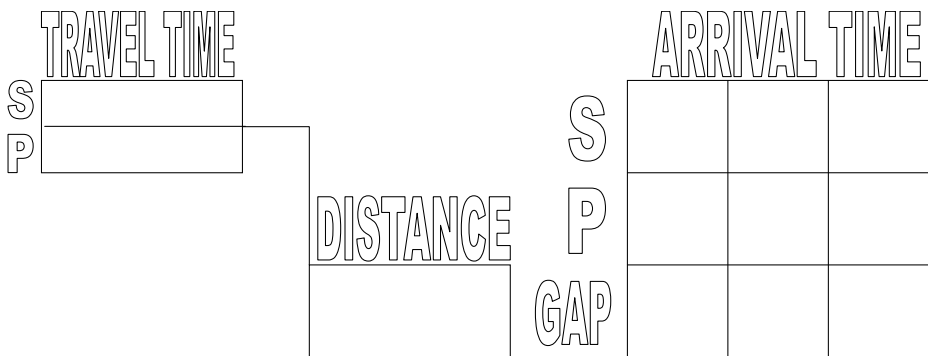 TRAVEL TIME
S
P
DISTANCE
ARRIVAL TIME
S
P
GAP